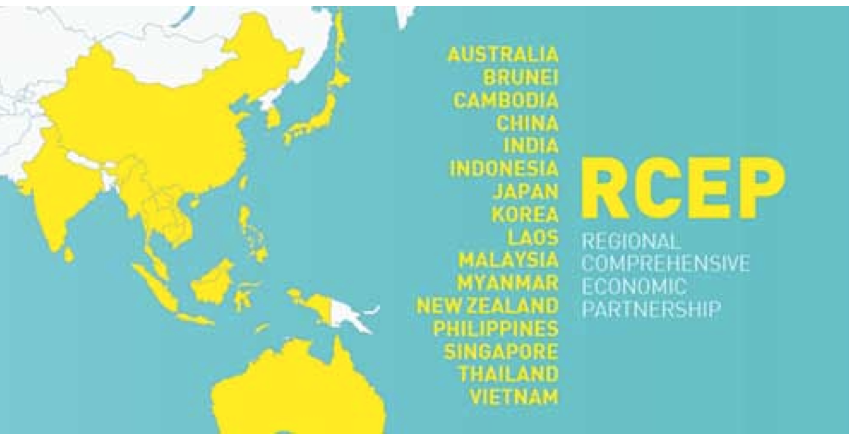 AUSTRALIA
BRUNEI
CAMBODIA
CHINA
INDIA
INDONESIA
JAPAN
KOREA
LAOS
MALAYSIA
MYANMAR
NEW ZEALAND
PHILIPPINES
SINGAPORE
THAILAND
VIETNAM
RCEP
REGIONAL
COMPREHENSIVE
ECONOMIC
PARTNERSHIP